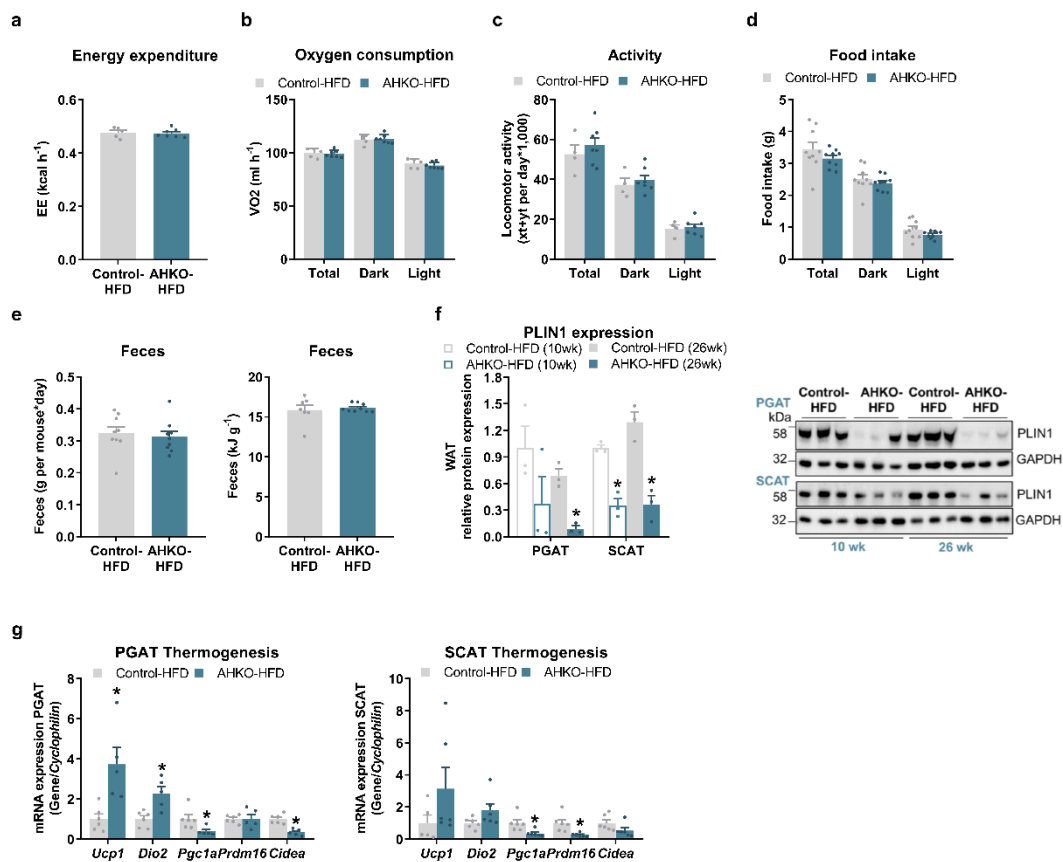 a
Energy expenditure
EE (kcal h⁻¹)
0.6
0.4
0.2
0.0
Control-
HFD
AHKO-
HFD
b
Oxygen consumption
Control-HFD
AHKO-HFD
VO2 (ml h⁻¹)
150
100
50
0
Total
Dark
Light
c
Activity
Control-HFD
AHKO-HFD
Locomotor activity
(xt+yt per day*1,000)
80
60
40
20
0
Total
Dark
Light
d
Food intake
Control-HFD
AHKO-HFD
Food intake (g)
5
4
3
2
1
0
Total
Dark
Light
e
Feces
Feces (g per mouse*day)
0.5
0.4
0.3
0.2
0.1
0.0
Control-
HFD
AHKO-
HFD
Feces
Feces (kJ g⁻¹)
20
15
10
5
0
Control-
HFD
AHKO-
HFD
f
PLIN1 expression
Control-HFD (10wk)
Control-HFD (26wk)
AHKO-HFD (10wk)
AHKO-HFD (26wk)
WAT
relative protein expression
1.8
1.5
1.2
0.9
0.6
0.3
0.0
*
*
*
PGAT
SCAT
Control-
HFD
AHKO-
HFD
Control-
HFD
AHKO-
HFD
PGAT
kDa
58
PLIN1
32
GAPDH
SCAT
58
PLIN1
32
GAPDH
10 wk
26 wk
g
PGAT Thermogenesis
Control-HFD
AHKO-HFD
mRNA expression PGAT
(Gene/Cyclophilin)
8
6
4
2
0
*
*
*
*
Ucp1
Dio2
Pgc1a
Prdm16
Cidea
SCAT Thermogenesis
Control-HFD
AHKO-HFD
mRNA expression SCAT
(Gene/Cyclophilin)
10
8
6
4
2
0
*
*
Ucp1
Dio2
Pgc1a
Prdm16
Cidea